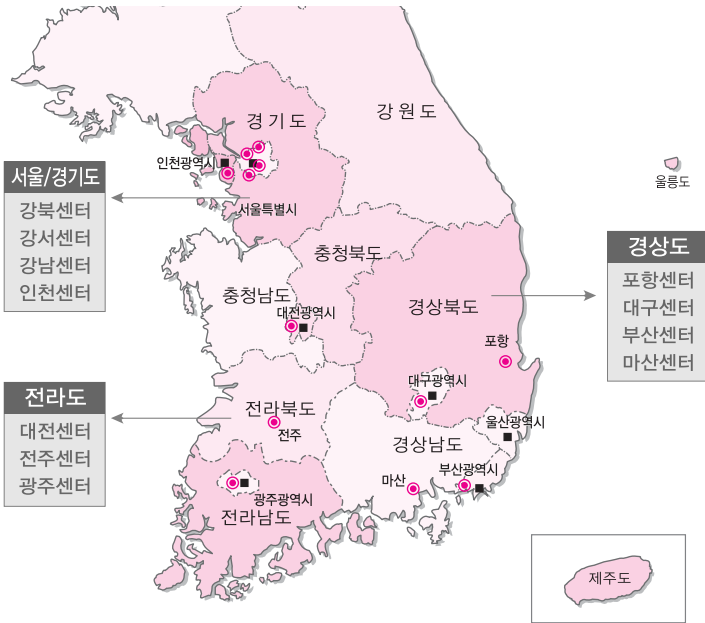 강원도
경기도
인천광역시
울릉도
서울/경기도
강북센터
강서센터
강남센터
인천센터
서울특별시
충청북도
경상도
포항센터
대구센터
부산센터
마산센터
충청남도
대전광역시
경상북도
포항
대구광역시
전라도
대전센터
전주센터
광주센터
전라북도
전주
울산광역시
경상남도
부산광역시
마산
광주광역시
전라남도
제주도